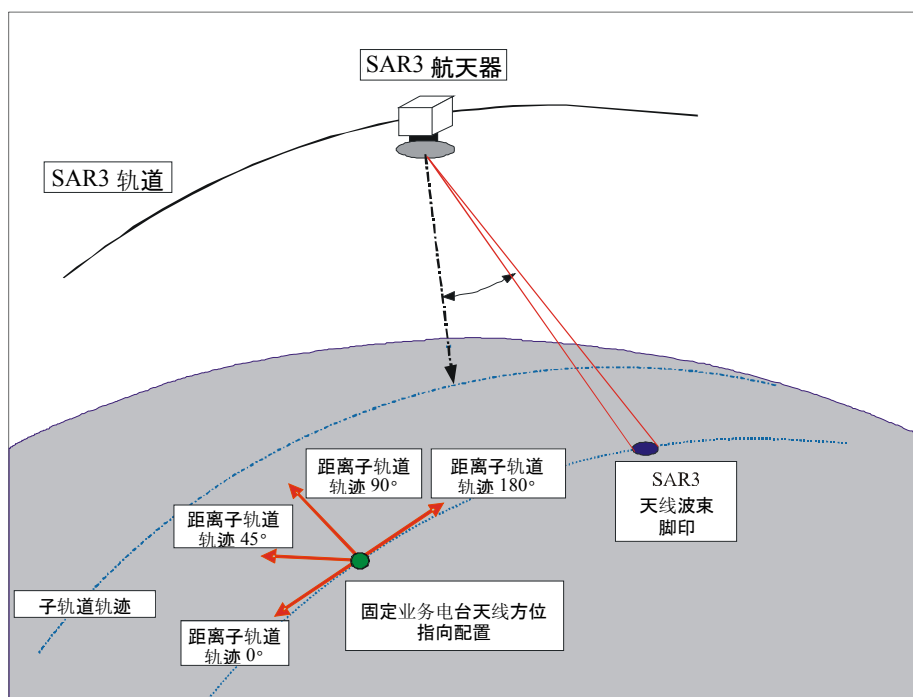 SAR3 航天器
SAR3 轨道
距离子轨道
轨迹 90°
距离子轨道
轨迹 180°
SAR3
天线波束
脚印
距离子轨道
轨迹 45°
子轨道轨迹
固定业务电台天线方位
指向配置
距离子轨道
轨迹 0°